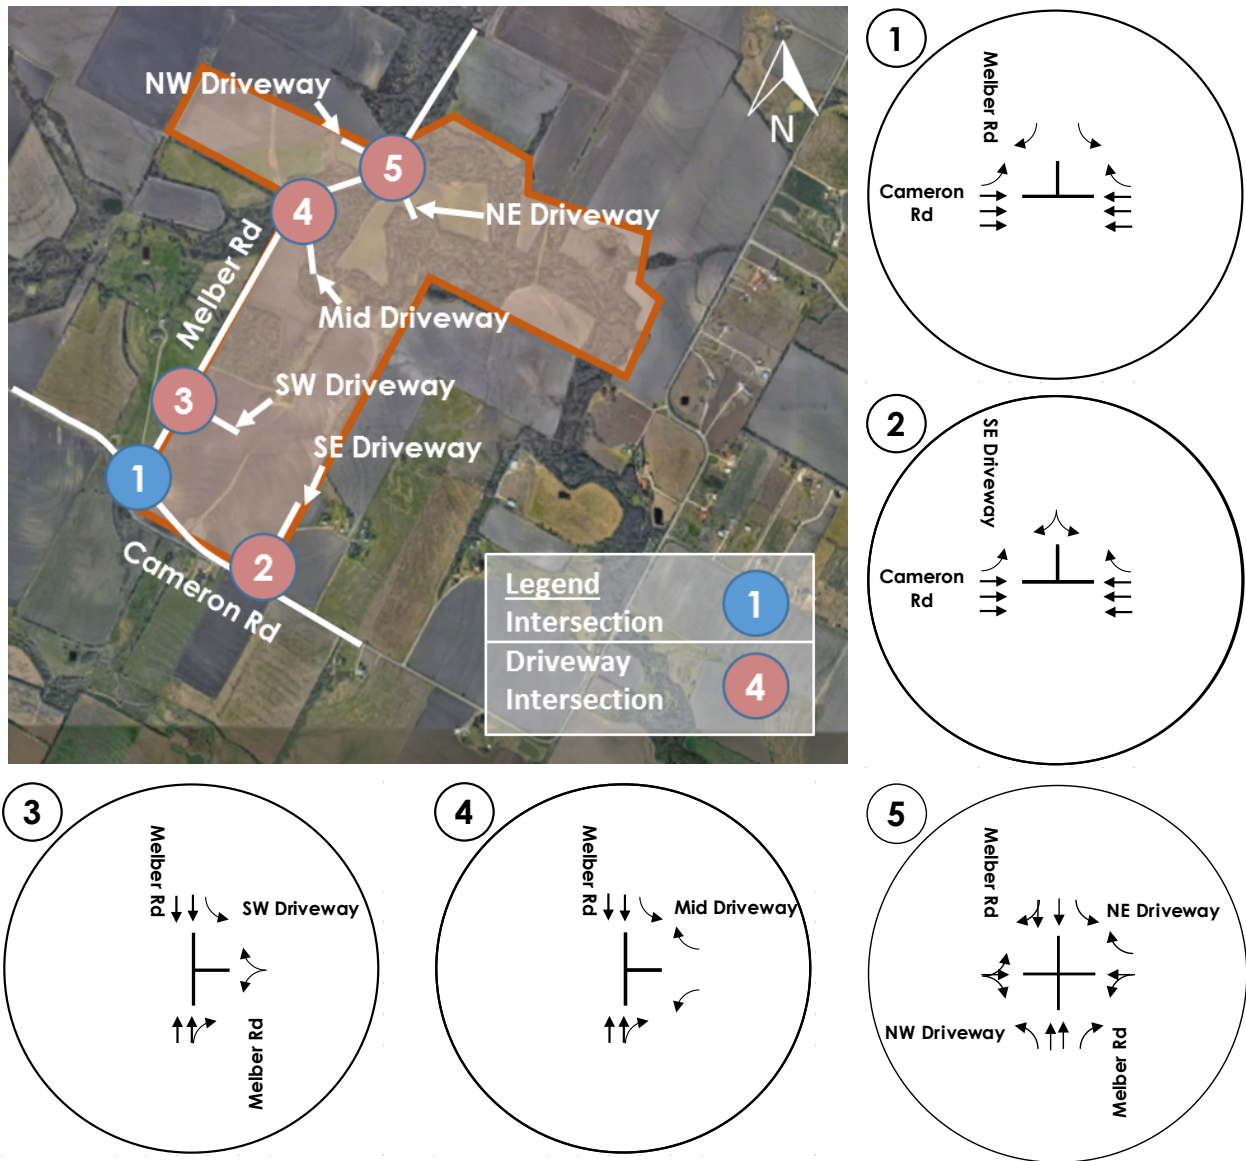 NW Driveway
5
4
N
NE Driveway
Melber Rd
Mid Driveway
3
SW Driveway
SE Driveway
1
2
Cameron Rd
Legend
Intersection
1
Driveway
Intersection
4
1
Melber Rd
Cameron
Rd
2
SE Driveway
Cameron
Rd
3
Melber Rd
SW Driveway
Melber Rd
4
Melber Rd
Mid Driveway
5
Melber Rd
NE Driveway
NW Driveway
Melber Rd